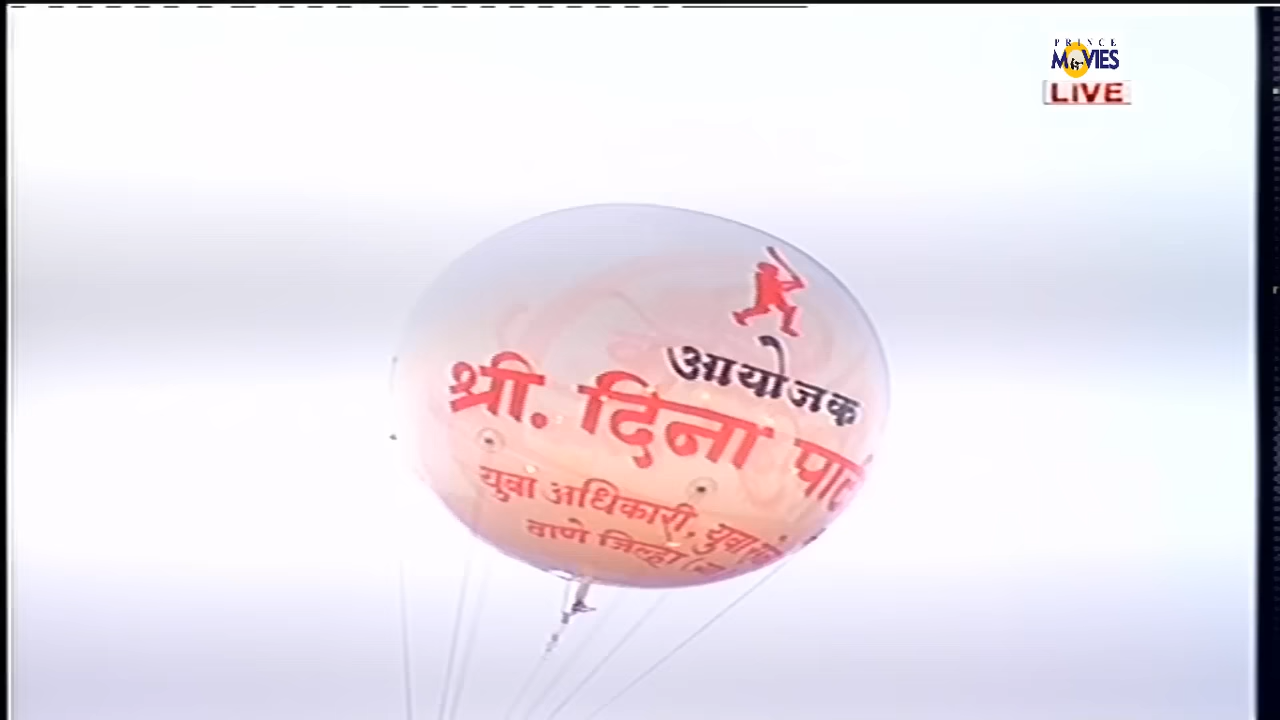 PRINCE
MOVIES
LIVE
आयोजक
श्री. दिना
युवा अधिकारी, युवा
ठाणे जिल्हा